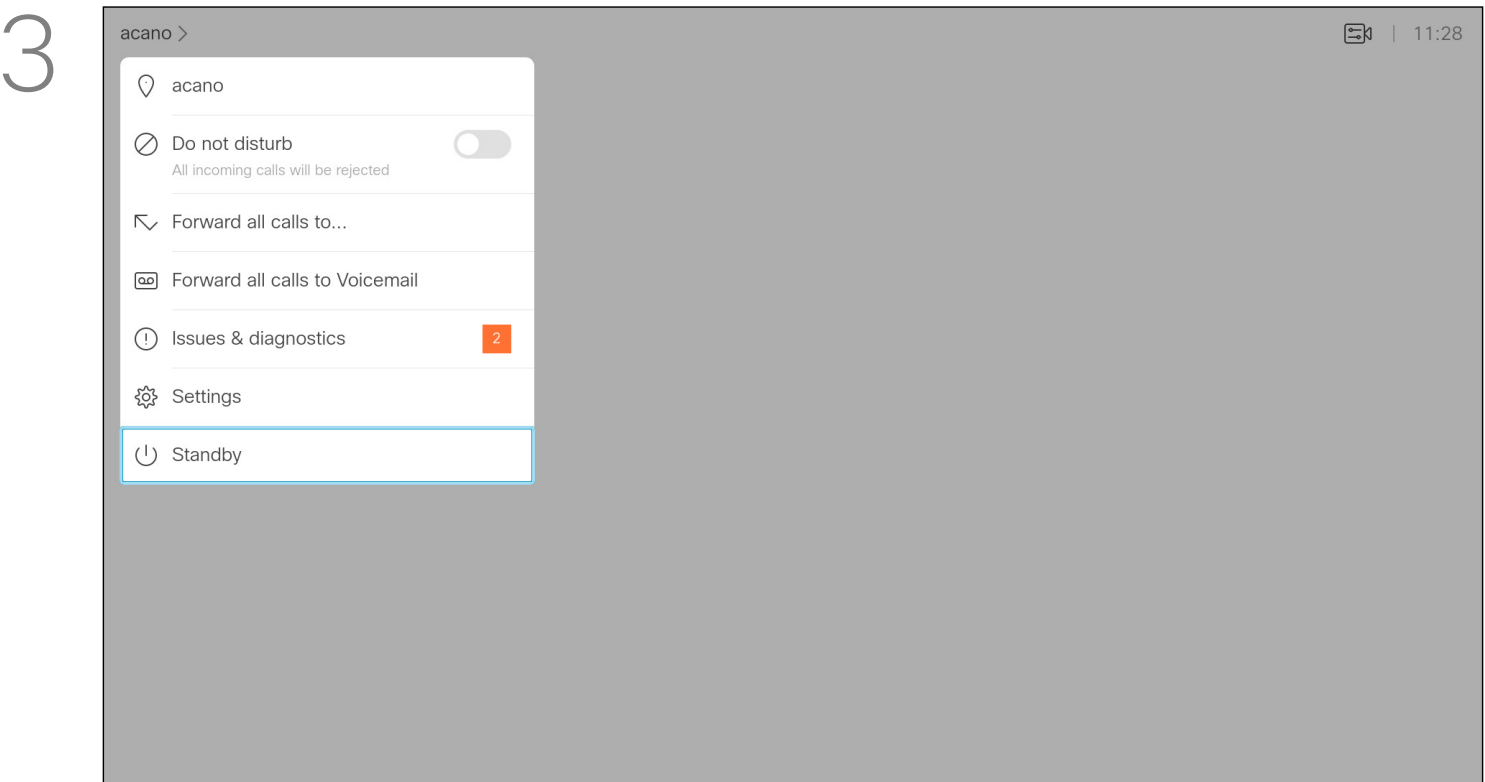 3
acano >
11:28
acano
Do not disturb
All incoming calls will be rejected
Forward all calls to...
Forward all calls to Voicemail
Issues & diagnostics 2
Settings
Standby